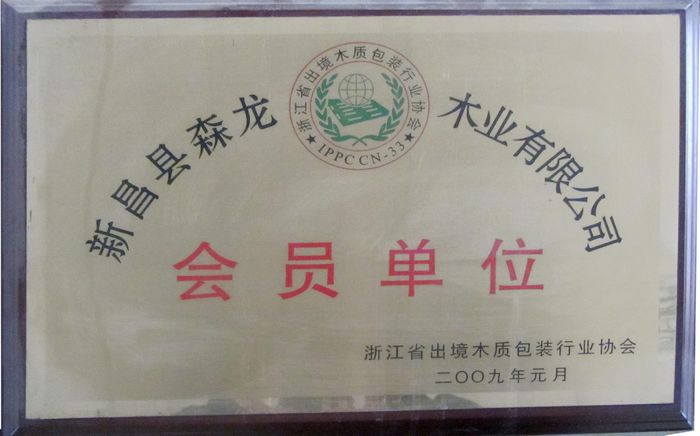 浙江省出境木质包装行业协会
IPPC CN-33
新昌县森龙木业有限公司
会员单位
浙江省出境木质包装行业协会
二〇〇九年元月